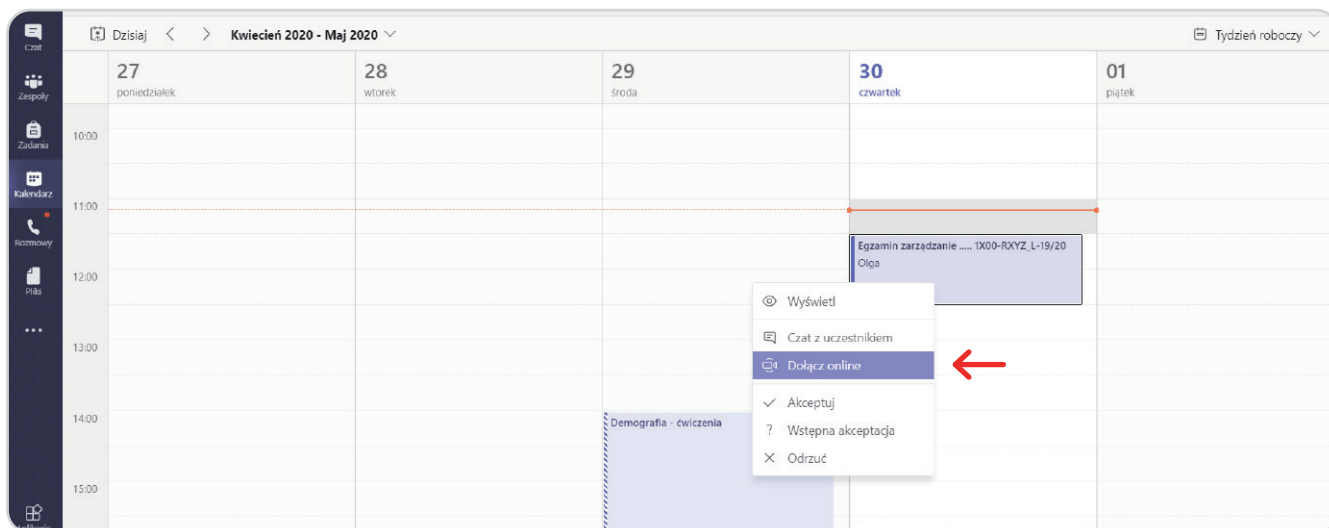 Czat
Zespoły
Zadania
Kalendarz
Rozmowy
Pliki
Dzisiaj
Kwiecień 2020 - Maj 2020
Tydzień roboczy
27
poniedziałek
28
wtorek
29
środa
30
czwartek
01
piątek
10:00
11:00
12:00
13:00
14:00
15:00
Egzamin zarządzanie ..... 1X00-RXYZ_L-19/20
Olga
Wyświetl
Czat z uczestnikiem
Dołącz online
Akceptuj
? Wstępna akceptacja
Odrzuć
Demografia - ćwiczenia